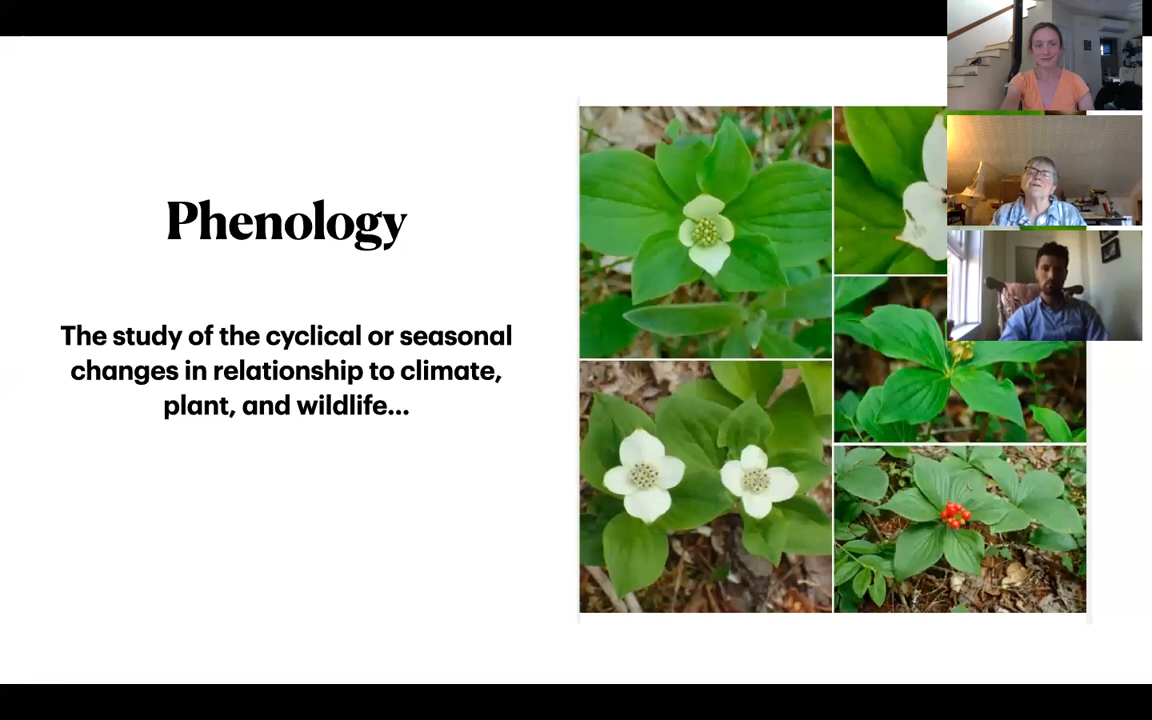 Phenology
The study of the cyclical or seasonal
changes in relationship to climate,
plant, and wildlife...